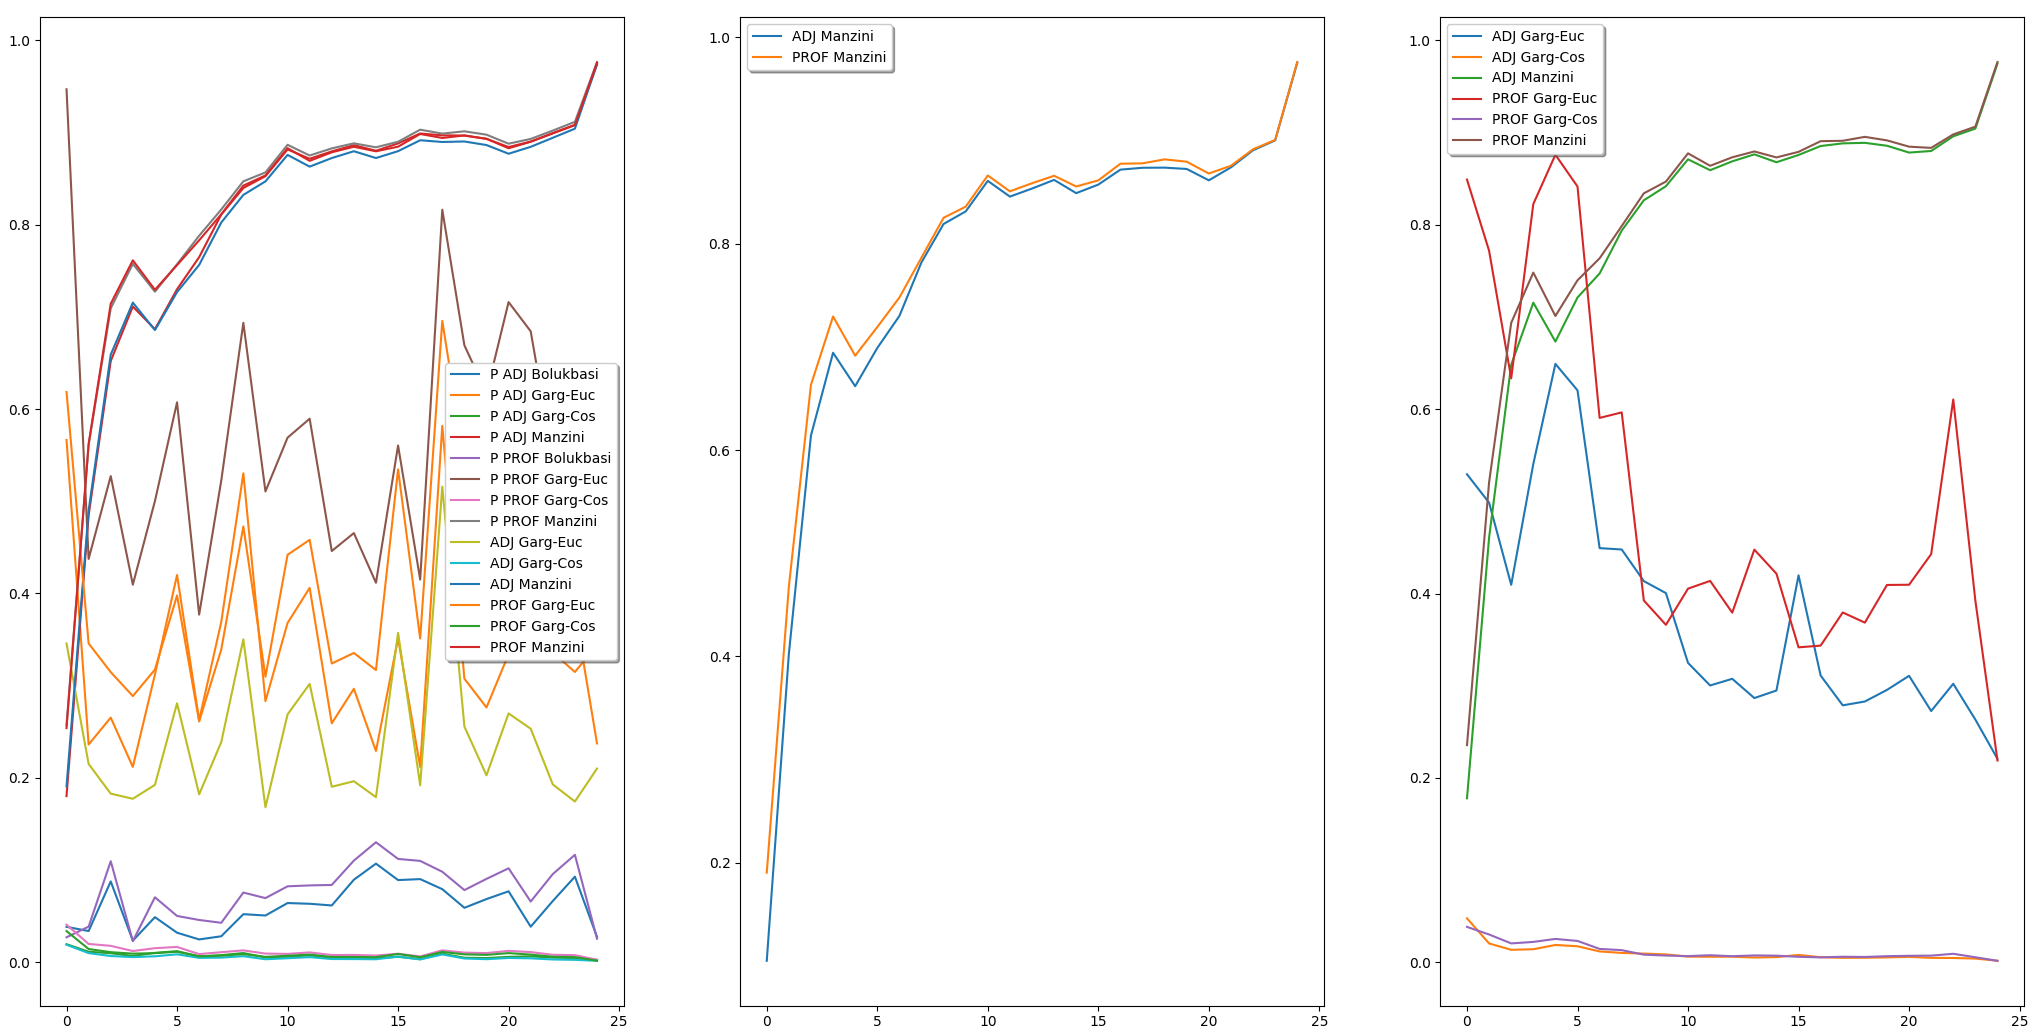 1.0
0.8
0.6
0.4
0.2
0.0
0 5 10 15 20 25
P ADJ Bolukbasi
P ADJ Garg-Euc
P ADJ Garg-Cos
P ADJ Manzini
P PROF Bolukbasi
P PROF Garg-Euc
P PROF Garg-Cos
P PROF Manzini
ADJ Garg-Euc
ADJ Garg-Cos
ADJ Manzini
PROF Garg-Euc
PROF Garg-Cos
PROF Manzini
1.0
0.8
0.6
0.4
0.2
0 5 10 15 20 25
ADJ Manzini
PROF Manzini
1.0
0.8
0.6
0.4
0.2
0.0
0 5 10 15 20 25
ADJ Garg-Euc
ADJ Garg-Cos
ADJ Manzini
PROF Garg-Euc
PROF Garg-Cos
PROF Manzini